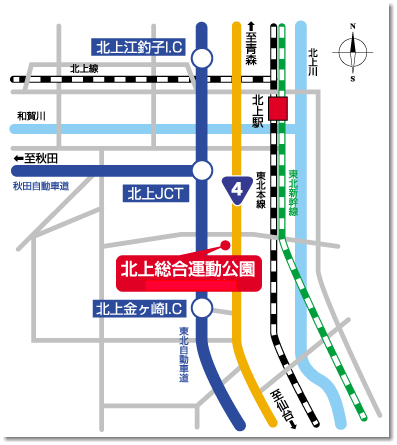 N
S
至青森
北上江釣子I.C
北上川
北上線
北上駅
和賀川
至秋田
秋田自動車道
北上JCT
4
東北本線
東北新幹線
北上総合運動公園
北上金ヶ崎I.C
東北自動車道
至仙台